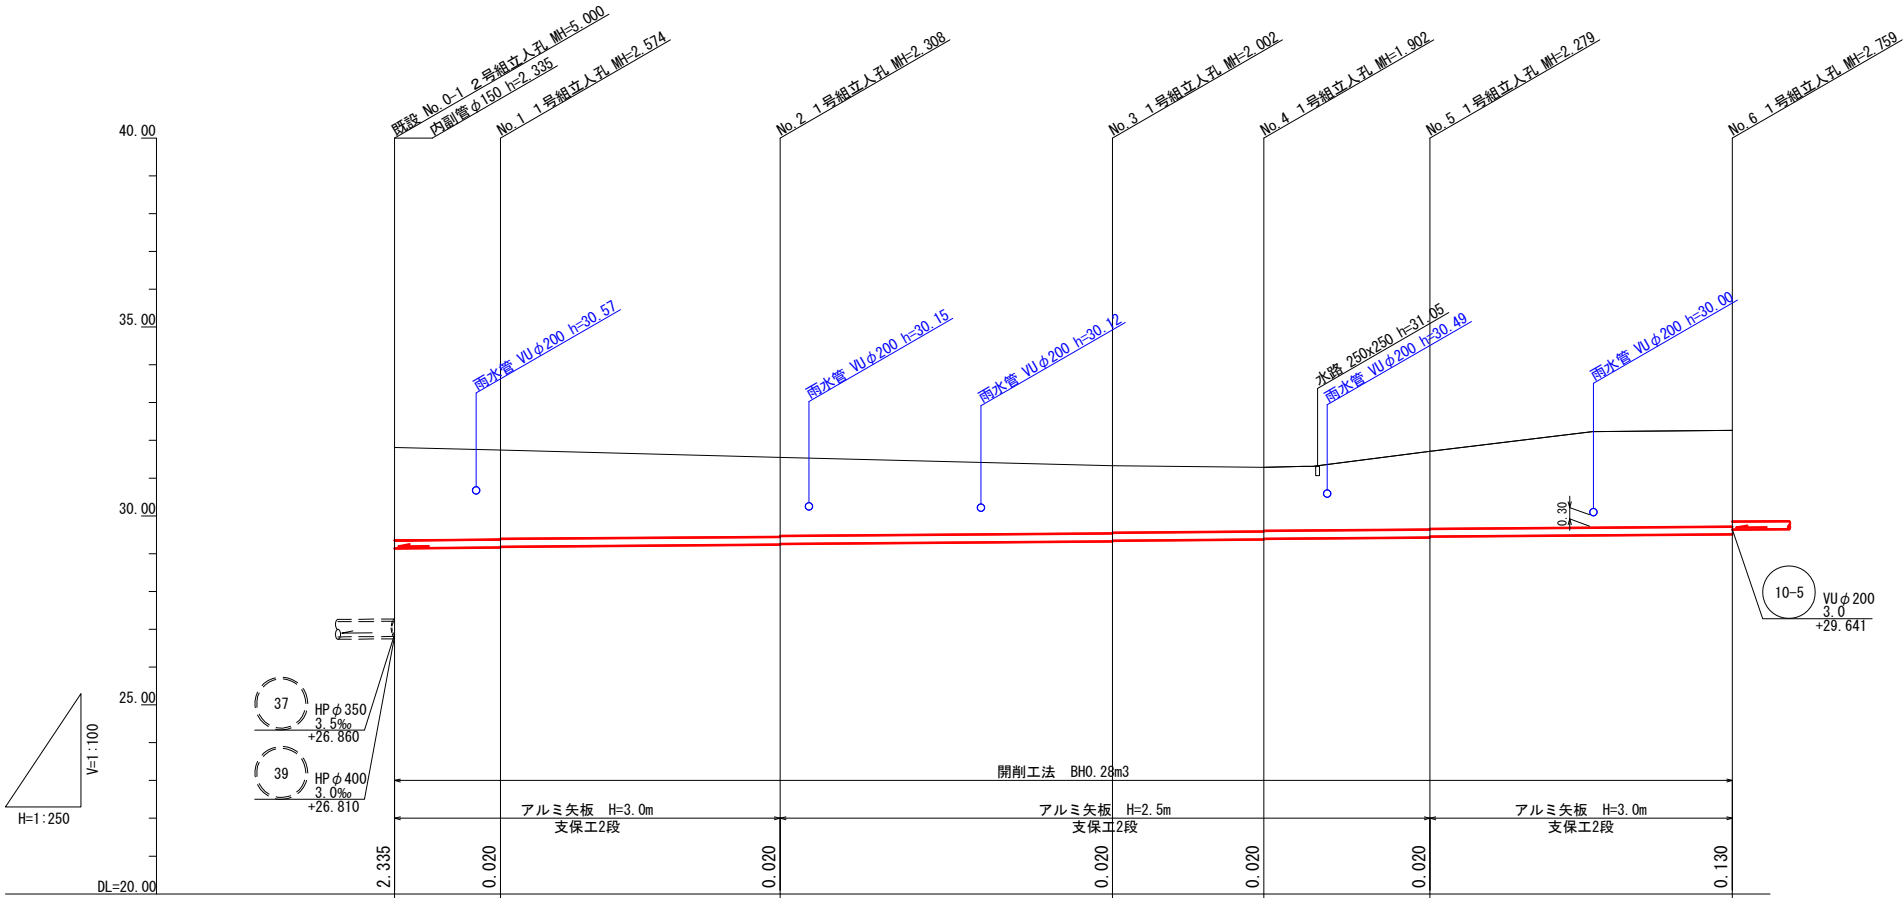 既設 No.0-1 2号組立人孔 MH=5.000
内副管φ150 h=2.335
No.1 1号組立人孔 MH=2.574
No.2 1号組立人孔 MH=2.308
No.3 1号組立人孔 MH=2.002
No.4 1号組立人孔 MH=1.902
No.5 1号組立人孔 MH=2.279
No.6 1号組立人孔 MH=2.759
40.00
35.00
30.00
25.00
DL=20.00
雨水管 VUφ200 h=30.57
雨水管 VUφ200 h=30.15
雨水管 VUφ200 h=30.12
水路 250x250 h=31.05
雨水管 VUφ200 h=30.49
雨水管 VUφ200 h=30.00
0.30
10-5
VUφ200
3.0
+29.641
37
HPφ350
3.5‰
+26.860
39
HPφ400
3.0‰
+26.810
V=1:100
H=1:250
開削工法 BH0.28m3
アルミ矢板 H=3.0m
支保工2段
アルミ矢板 H=2.5m
支保工2段
アルミ矢板 H=3.0m
支保工2段
2.335
0.020
0.020
0.020
0.020
0.020
0.130